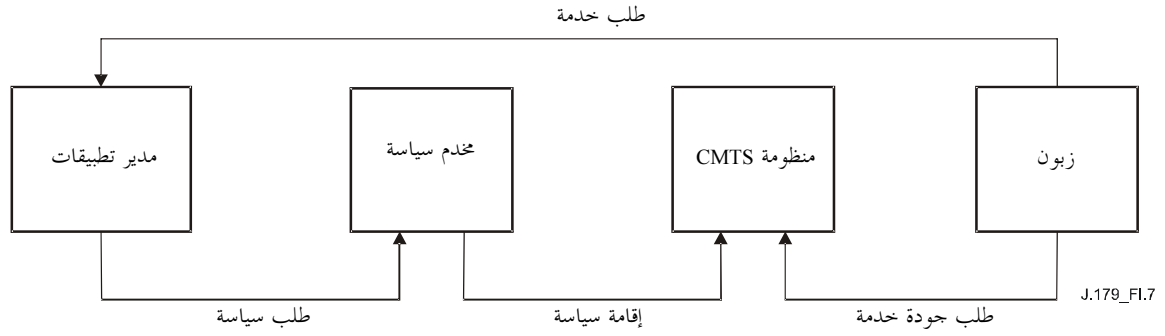 طلب خدمة
زبون
منظومة CMTS
مخدم سياسة
مدير تطبيقات
طلب جودة خدمة
إقامة سياسة
طلب سياسة
J.179_FI.7